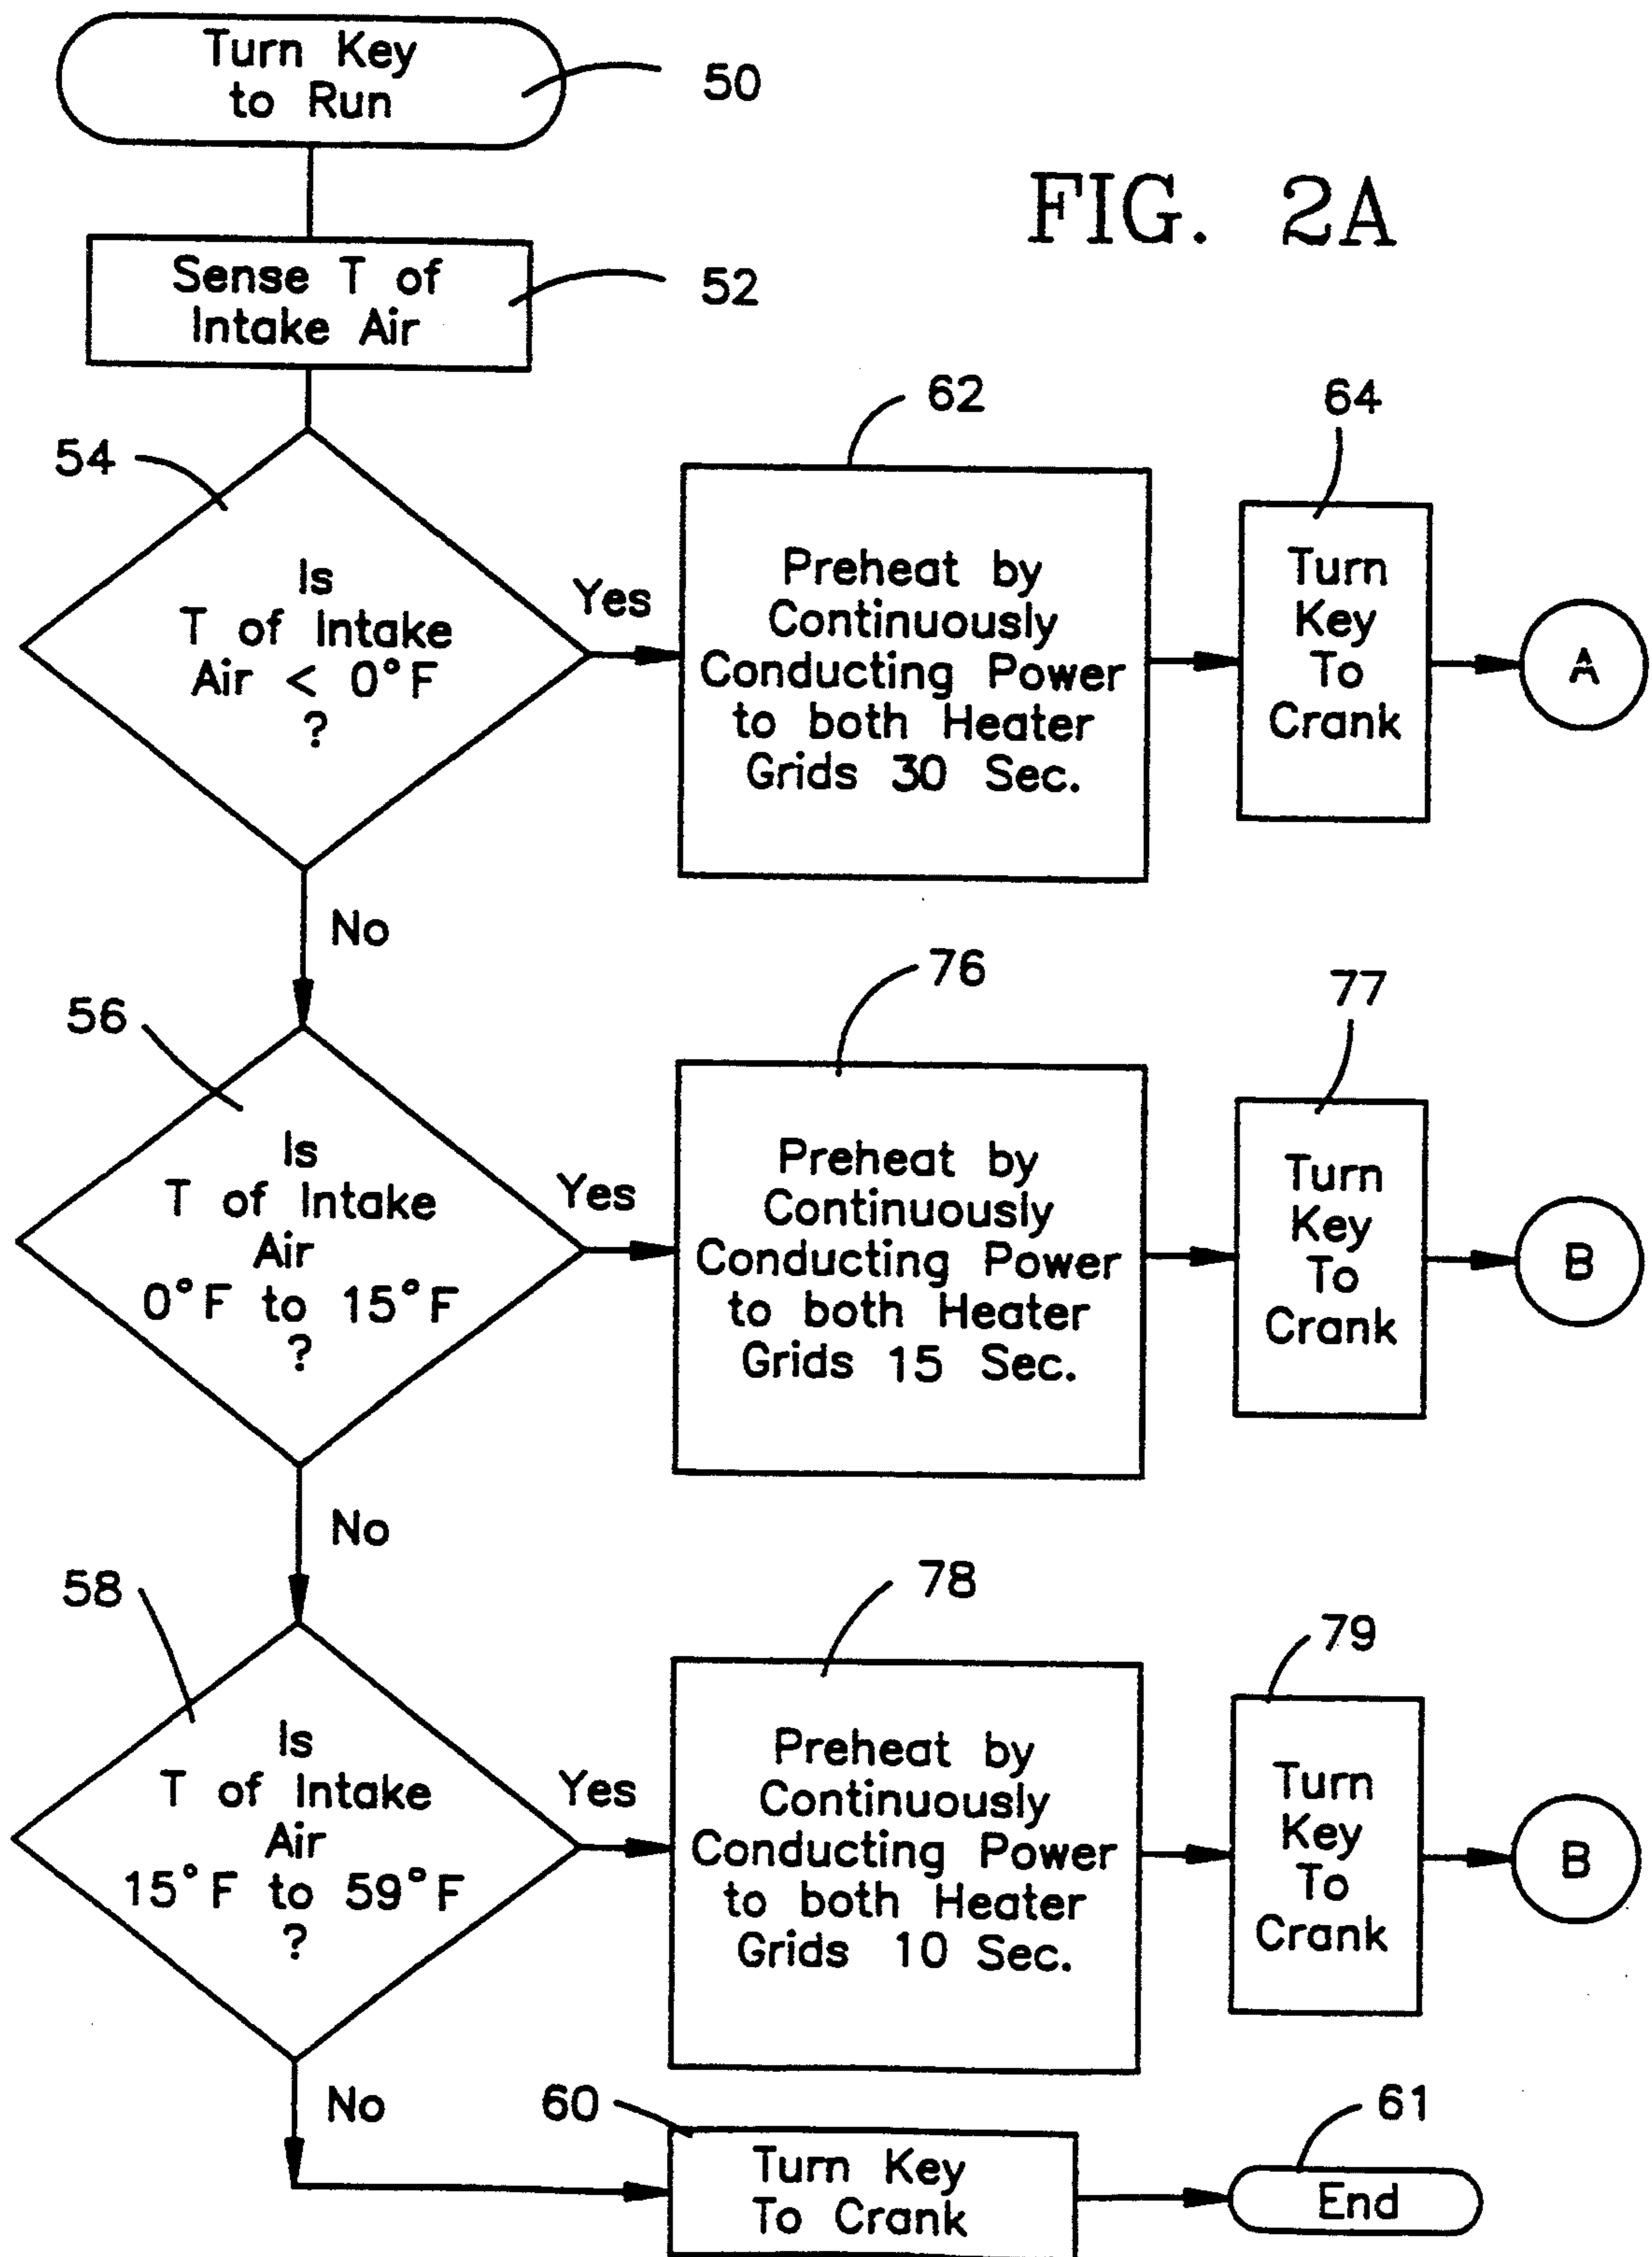 Turn Key
to Run
50
FIG. 2A
Sense T of
Intake Air
52
54
Is
T of Intake
Air < 0°F
?
Yes
No
62
Preheat by
Continuously
Conducting Power
to both Heater
Grids 30 Sec.
64
Turn
Key
To
Crank
A
56
Is
T of Intake
Air
0°F to 15°F
?
Yes
No
76
Preheat by
Continuously
Conducting Power
to both Heater
Grids 15 Sec.
77
Turn
Key
To
Crank
B
58
Is
T of Intake
Air
15°F to 59°F
?
Yes
No
78
Preheat by
Continuously
Conducting Power
to both Heater
Grids 10 Sec.
79
Turn
Key
To
Crank
B
60
Turn Key
To Crank
61
End